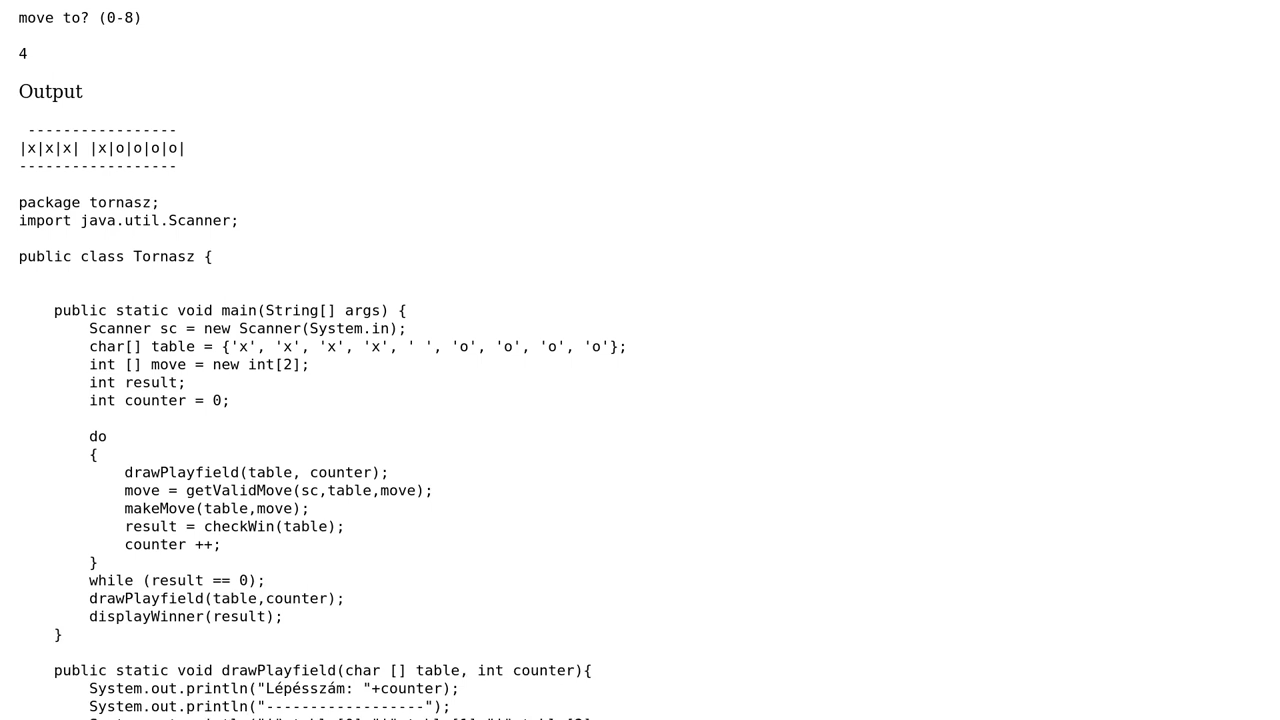 move to? (0-8)
4
Output
 -----------------
|x|x|x| |x|o|o|o|o|
------------------
package tornasz;
import java.util.Scanner;
public class Tornasz {
    public static void main(String[] args) {
        Scanner sc = new Scanner(System.in);
        char[] table = {'x', 'x', 'x', 'x', ' ', 'o', 'o', 'o', 'o'};
        int [] move = new int[2];
        int result;
        int counter = 0;
        do
        {
            drawPlayfield(table, counter);
            move = getValidMove(sc,table,move);
            makeMove(table,move);
            result = checkWin(table);
            counter ++;
        }
        while (result == 0);
        drawPlayfield(table,counter);
        displayWinner(result);
    }
    public static void drawPlayfield(char [] table, int counter){
        System.out.println("Lépésszám: "+counter);
        System.out.println("------------------");